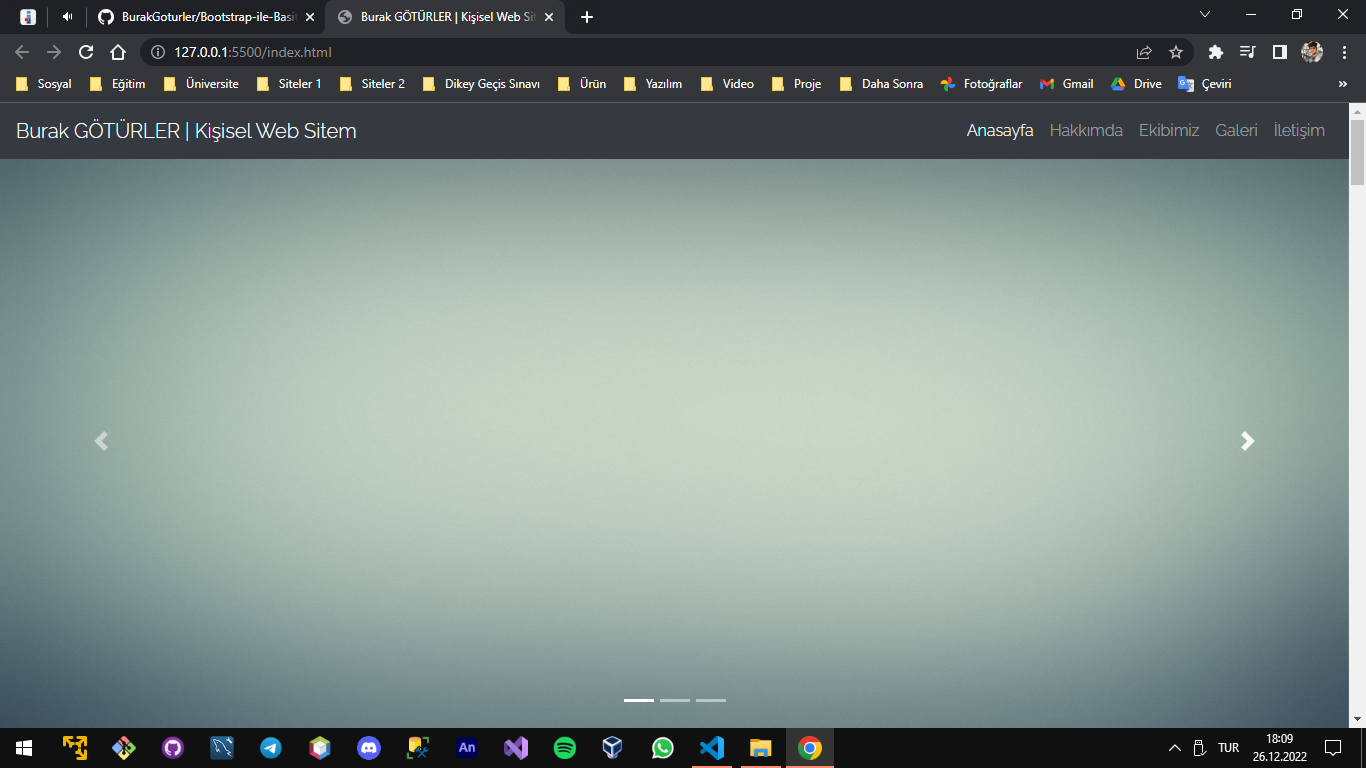 BurakGoturler/Bootstrap-ile-Basit
Burak GÖTÜRLER | Kişisel Web Sit
127.0.0.1:5500/index.html
Sosyal Eğitim Üniversite Siteler 1 Siteler 2 Dikey Geçiş Sınavı Ürün Yazılım Video Proje Daha Sonra Fotoğraflar Gmail Drive Çeviri »
Burak GÖTÜRLER | Kişisel Web Sitem
Anasayfa Hakkımda Ekibimiz Galeri İletişim
An
TUR
18:09
26.12.2022